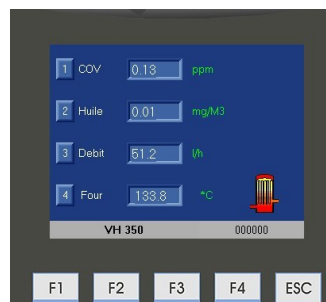 1 COV 0.13 ppm
2 Huile 0.01 mg/M3
3 Debit 51.2 l/h
4 Four 133.8 °C
VH 350 000000
F1 F2 F3 F4 ESC